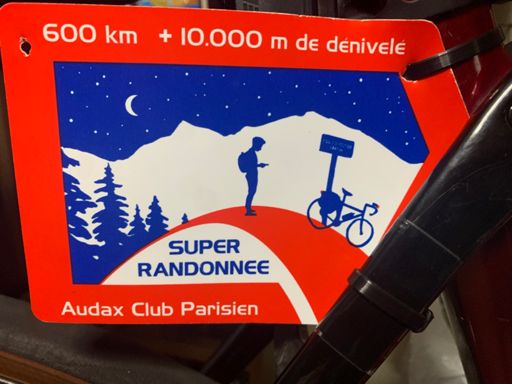 600 km + 10.000 m de dénivelé
SUPER
RANDONNEE
Audax Club Parisien